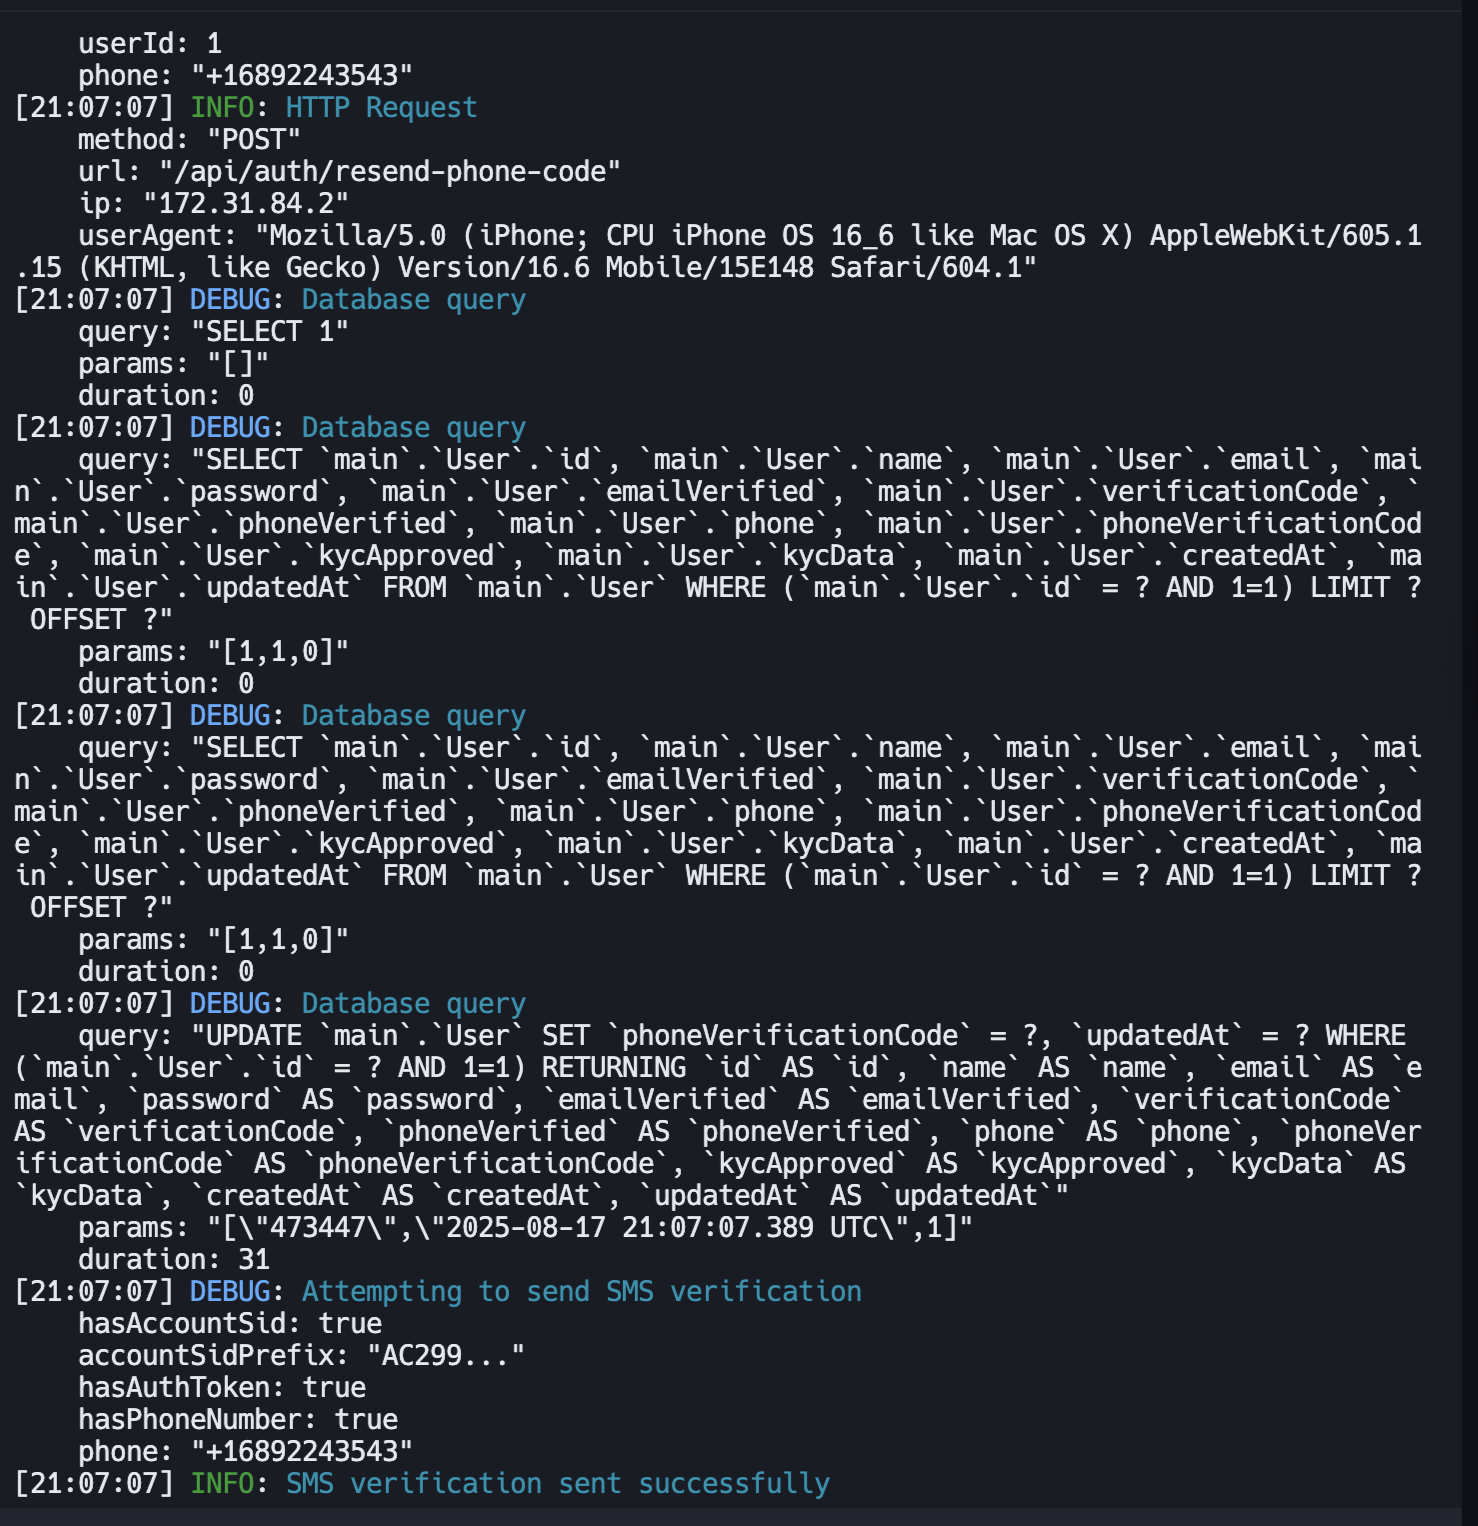 userId: 1
phone: "+16892243543"
[21:07:07] INFO: HTTP Request
method: "POST"
url: "/api/auth/resend-phone-code"
ip: "172.31.84.2"
userAgent: "Mozilla/5.0 (iPhone; CPU iPhone OS 16_6 like Mac OS X) AppleWebKit/605.1
.15 (KHTML, like Gecko) Version/16.6 Mobile/15E148 Safari/604.1"
[21:07:07] DEBUG: Database query
query: "SELECT 1"
params: "[]"
duration: 0
[21:07:07] DEBUG: Database query
query: "SELECT `main`.`User`.`id`, `main`.`User`.`name`, `main`.`User`.`email`, `mai
n`.`User`.`password`, `main`.`User`.`emailVerified`, `main`.`User`.`verificationCode`, `
main`.`User`.`phoneVerified`, `main`.`User`.`phone`, `main`.`User`.`phoneVerificationCod
e`, `main`.`User`.`kycApproved`, `main`.`User`.`kycData`, `main`.`User`.`createdAt`, `ma
in`.`User`.`updatedAt` FROM `main`.`User` WHERE (`main`.`User`.`id` = ? AND 1=1) LIMIT ?
OFFSET ?"
params: "[1,1,0]"
duration: 0
[21:07:07] DEBUG: Database query
query: "SELECT `main`.`User`.`id`, `main`.`User`.`name`, `main`.`User`.`email`, `mai
n`.`User`.`password`, `main`.`User`.`emailVerified`, `main`.`User`.`verificationCode`, `
main`.`User`.`phoneVerified`, `main`.`User`.`phone`, `main`.`User`.`phoneVerificationCod
e`, `main`.`User`.`kycApproved`, `main`.`User`.`kycData`, `main`.`User`.`createdAt`, `ma
in`.`User`.`updatedAt` FROM `main`.`User` WHERE (`main`.`User`.`id` = ? AND 1=1) LIMIT ?
OFFSET ?"
params: "[1,1,0]"
duration: 0
[21:07:07] DEBUG: Database query
query: "UPDATE `main`.`User` SET `phoneVerificationCode` = ?, `updatedAt` = ? WHERE
(`main`.`User`.`id` = ? AND 1=1) RETURNING `id` AS `id`, `name` AS `name`, `email` AS `e
mail`, `password` AS `password`, `emailVerified` AS `emailVerified`, `verificationCode`
AS `verificationCode`, `phoneVerified` AS `phoneVerified`, `phone` AS `phone`, `phoneVer
ificationCode` AS `phoneVerificationCode`, `kycApproved` AS `kycApproved`, `kycData` AS
`kycData`, `createdAt` AS `createdAt`, `updatedAt` AS `updatedAt`"
params: "[\"473447\",\"2025-08-17 21:07:07.389 UTC\",1]"
duration: 31
[21:07:07] DEBUG: Attempting to send SMS verification
hasAccountSid: true
accountSidPrefix: "AC299..."
hasAuthToken: true
hasPhoneNumber: true
phone: "+16892243543"
[21:07:07] INFO: SMS verification sent successfully